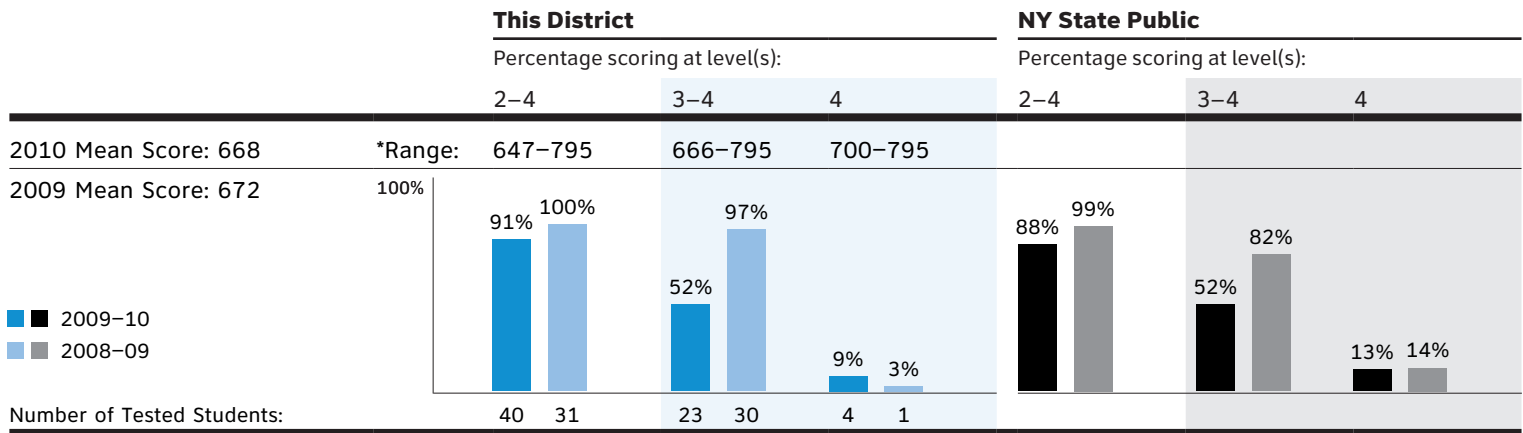 This District NY State Public
Percentage scoring at level(s): Percentage scoring at level(s):
2–4 3–4 4 2–4 3–4 4
2010 Mean Score: 668 *Range: 647–795 666–795 700–795
2009 Mean Score: 672 100%
91% 100% 97% 88% 99% 82%
52% 52%
9% 3% 13% 14%
2009–10
2008–09
Number of Tested Students: 40 31 23 30 4 1